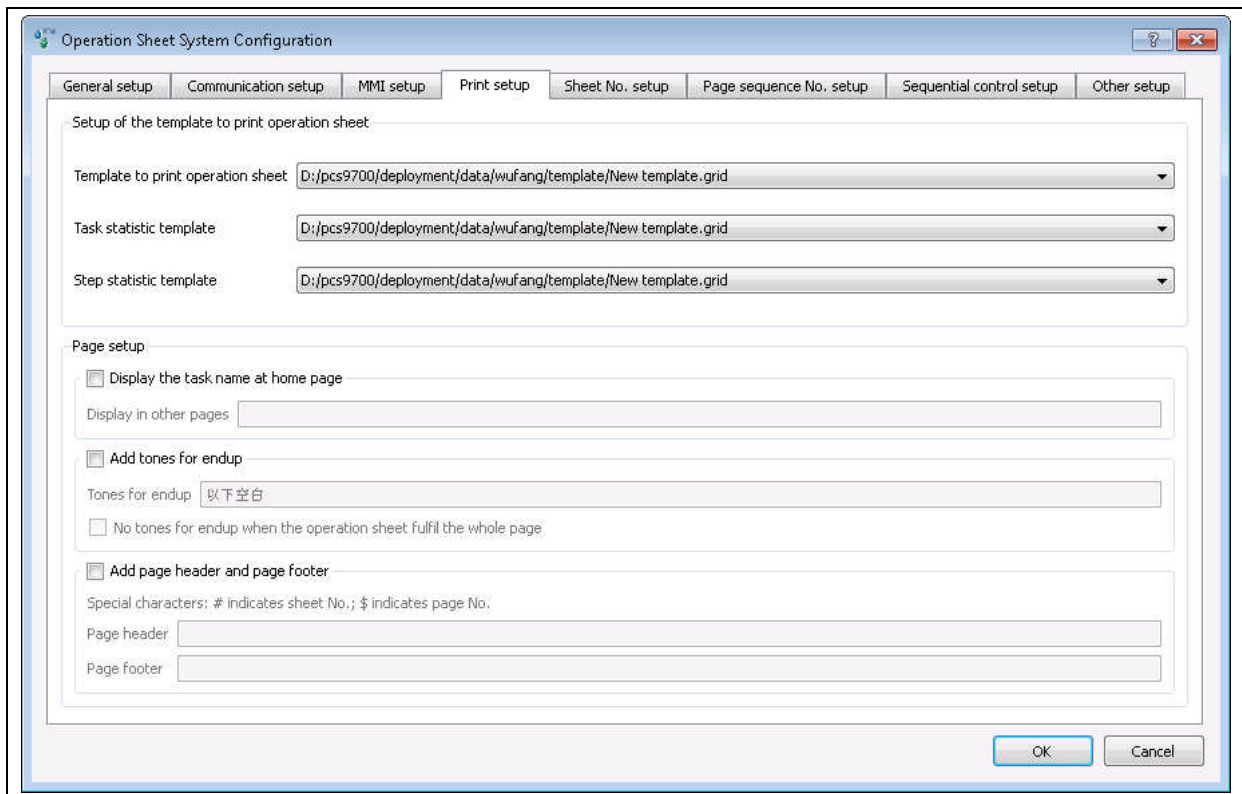 Operation Sheet System Configuration
General setup Communication setup MMI setup Print setup Sheet No. setup Page sequence No. setup Sequential control setup Other setup
Setup of the template to print operation sheet
Template to print operation sheet D:/pcs9700/deployment/data/wufang/template/New template.grid
Task statistic template D:/pcs9700/deployment/data/wufang/template/New template.grid
Step statistic template D:/pcs9700/deployment/data/wufang/template/New template.grid
Page setup
Display the task name at home page
Display in other pages
Add tones for endup
Tones for endup 以下空白
No tones for endup when the operation sheet fulfil the whole page
Add page header and page footer
Special characters: # indicates sheet No.; $ indicates page No.
Page header
Page footer
OK Cancel